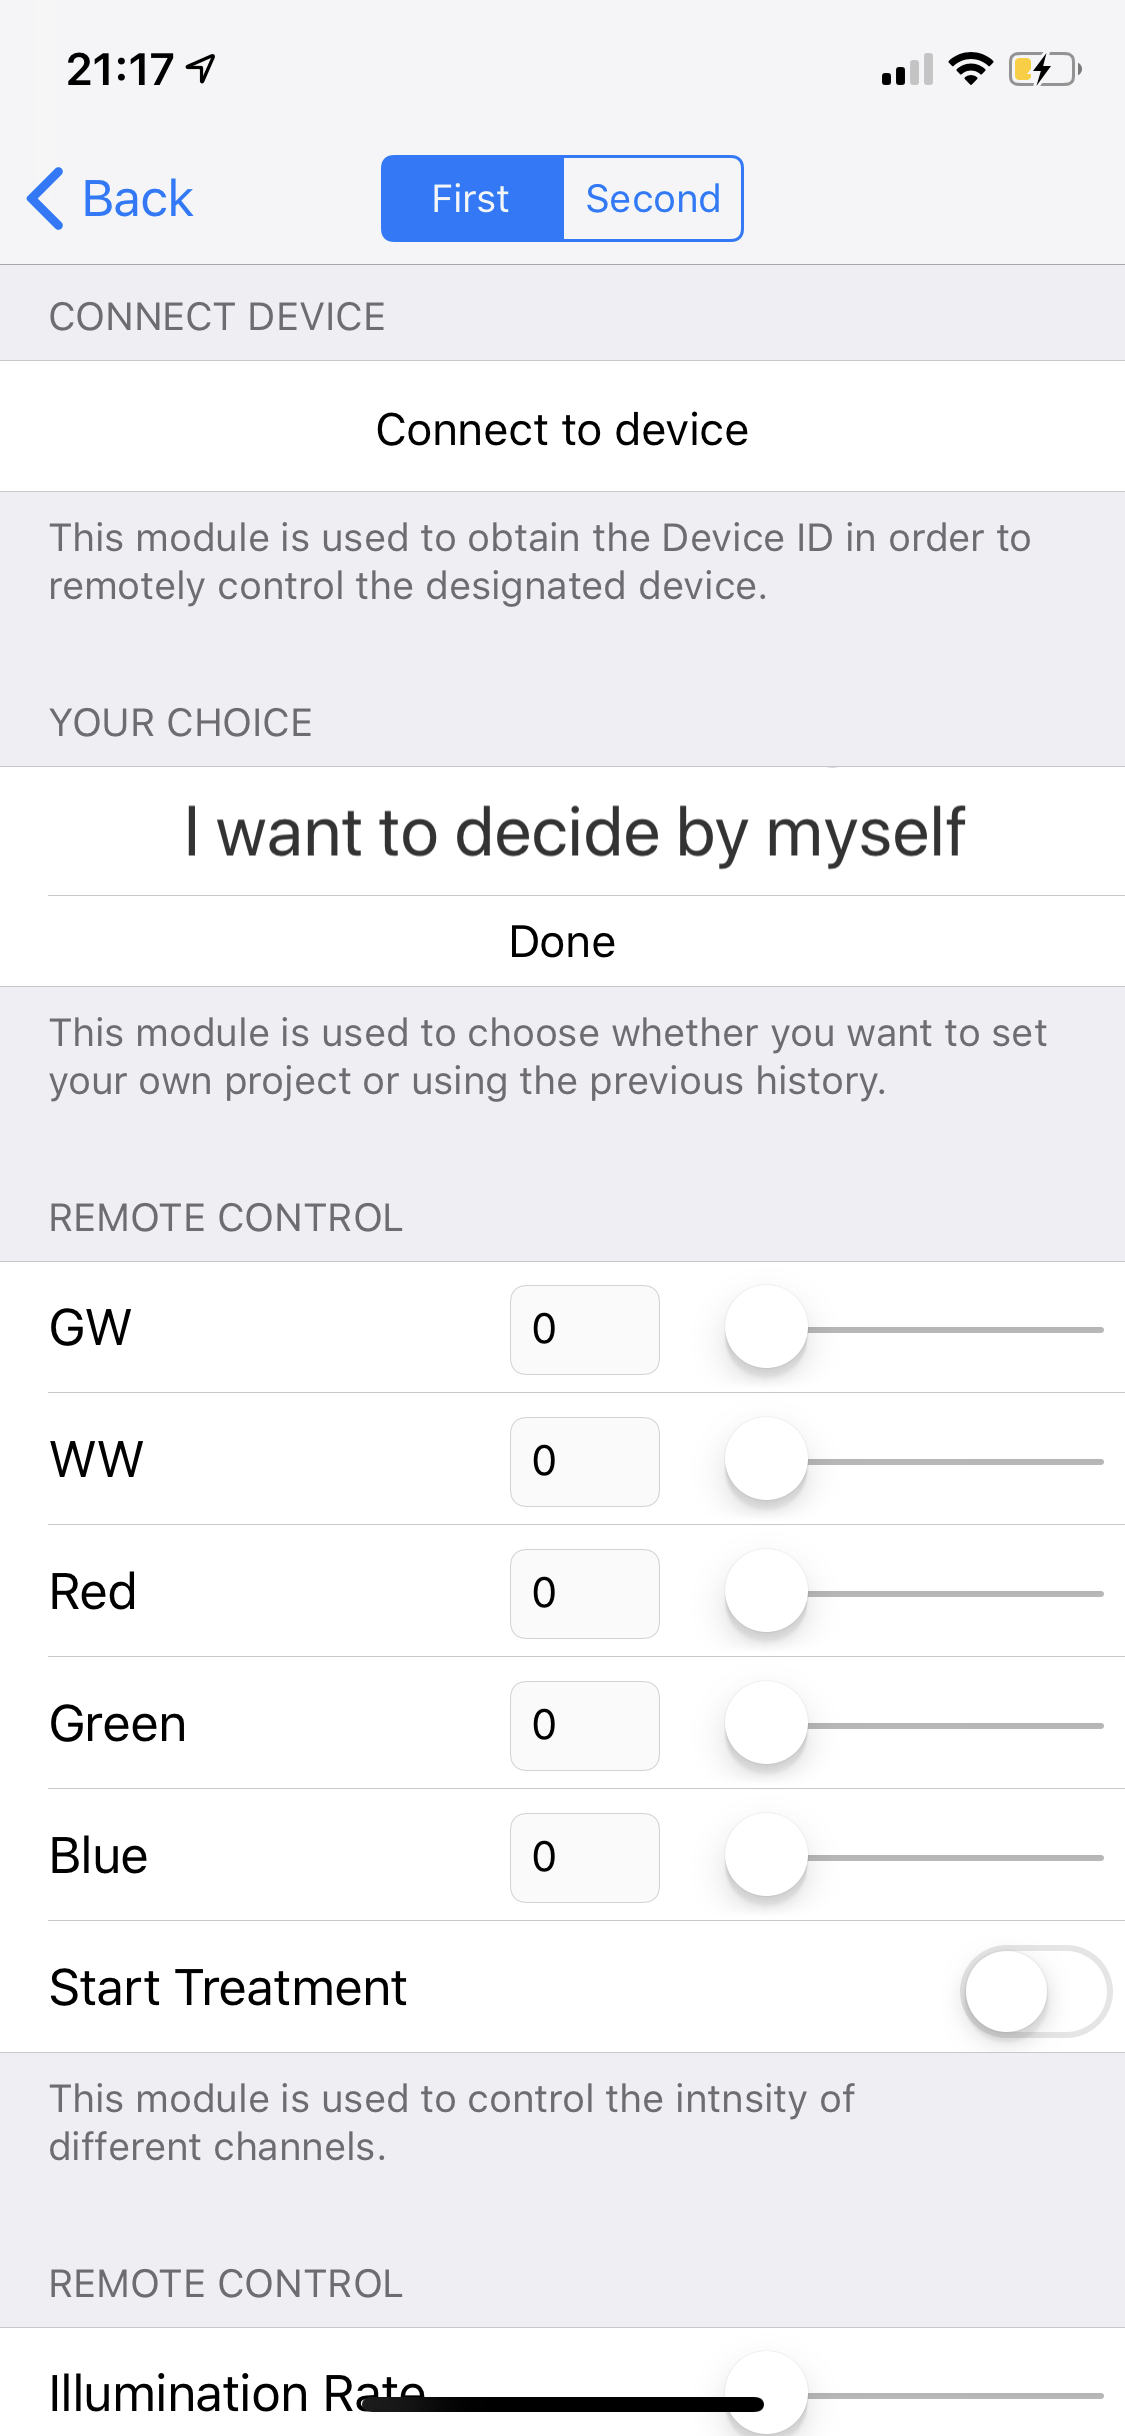 21:17
Back
First Second
CONNECT DEVICE
Connect to device
This module is used to obtain the Device ID in order to
remotely control the designated device.
YOUR CHOICE
I want to decide by myself
Done
This module is used to choose whether you want to set
your own project or using the previous history.
REMOTE CONTROL
GW 0
WW 0
Red 0
Green 0
Blue 0
Start Treatment
This module is used to control the intnsity of
different channels.
REMOTE CONTROL
Illumination Rate